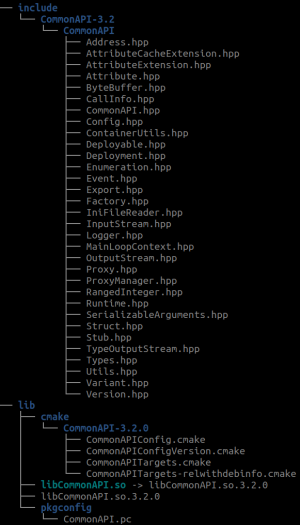 include
CommonAPI-3.2
CommonAPI
Address.hpp
AttributeCacheExtension.hpp
AttributeExtension.hpp
Attribute.hpp
ByteBuffer.hpp
CallInfo.hpp
CommonAPI.hpp
Config.hpp
ContainerUtils.hpp
Deployable.hpp
Deployment.hpp
Enumeration.hpp
Event.hpp
Export.hpp
Factory.hpp
IniFileReader.hpp
InputStream.hpp
Logger.hpp
MainLoopContext.hpp
OutputStream.hpp
Proxy.hpp
ProxyManager.hpp
RangedInteger.hpp
Runtime.hpp
SerializableArguments.hpp
Struct.hpp
Stub.hpp
TypeOutputStream.hpp
Types.hpp
Utils.hpp
Variant.hpp
Version.hpp
lib
cmake
CommonAPI-3.2.0
CommonAPIConfig.cmake
CommonAPIConfigVersion.cmake
CommonAPITargets.cmake
CommonAPITargets-relwithdebinfo.cmake
libCommonAPI.so -> libCommonAPI.so.3.2.0
libCommonAPI.so.3.2.0
pkgconfig
CommonAPI.pc